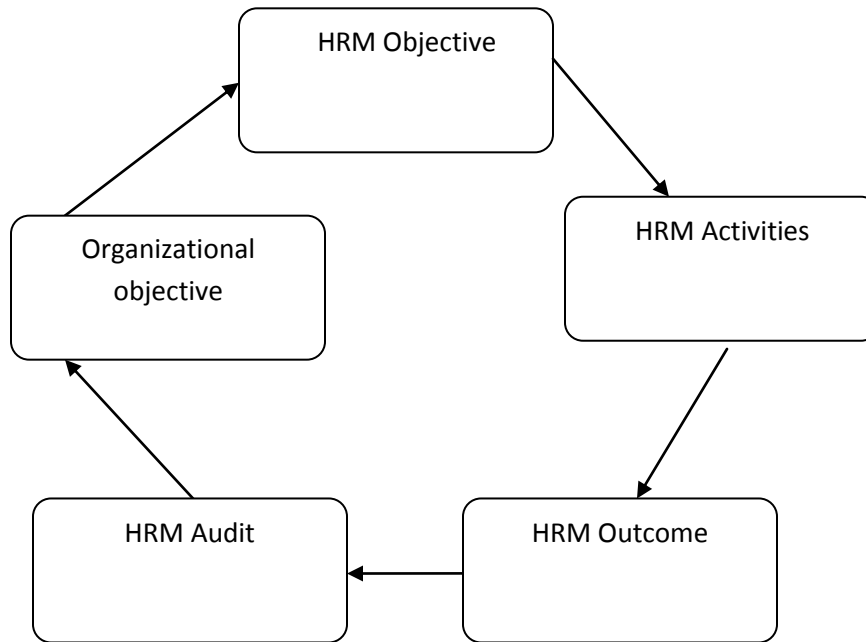 HRM Objective
HRM Activities
Organizational
objective
HRM Audit
HRM Outcome